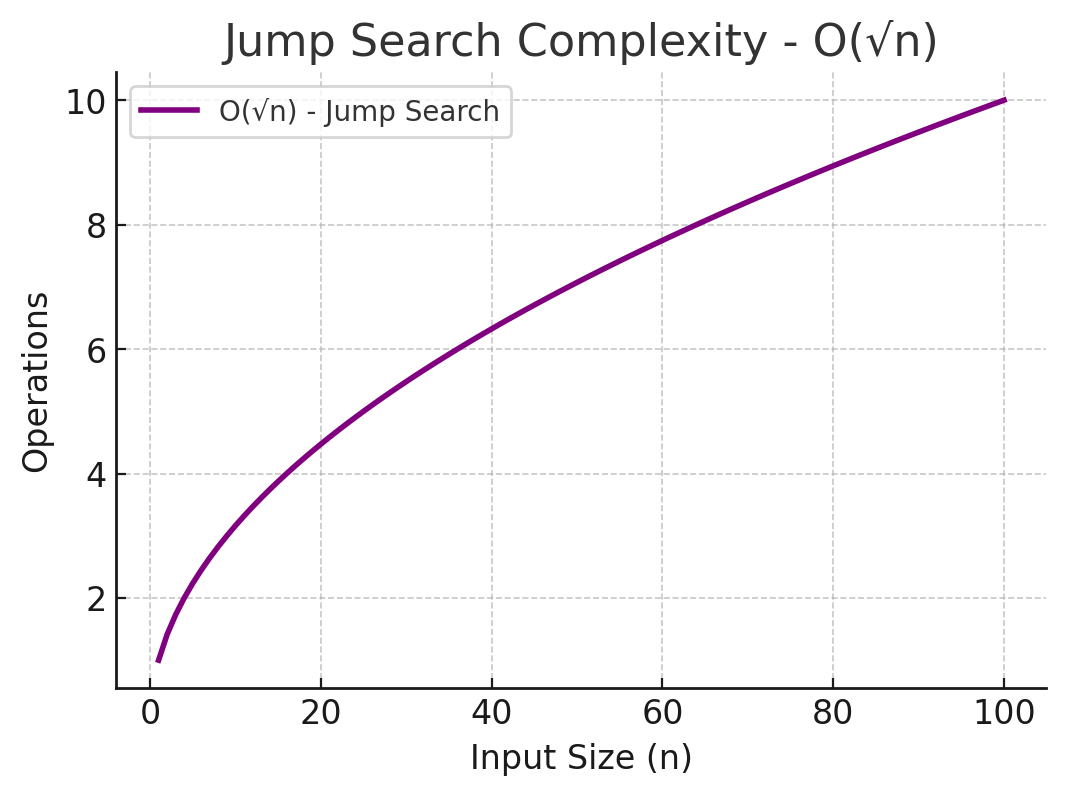 Jump Search Complexity - O(√n)
O(√n) - Jump Search
10
8
6
4
2
Operations
0 20 40 60 80 100
Input Size (n)